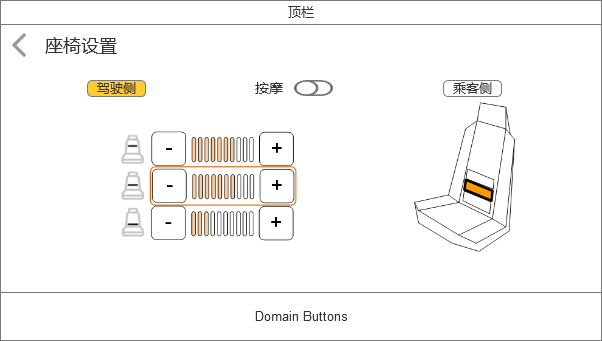 顶栏
座椅设置
驾驶侧 按摩 乘客侧
- +
- +
- +
Domain Buttons